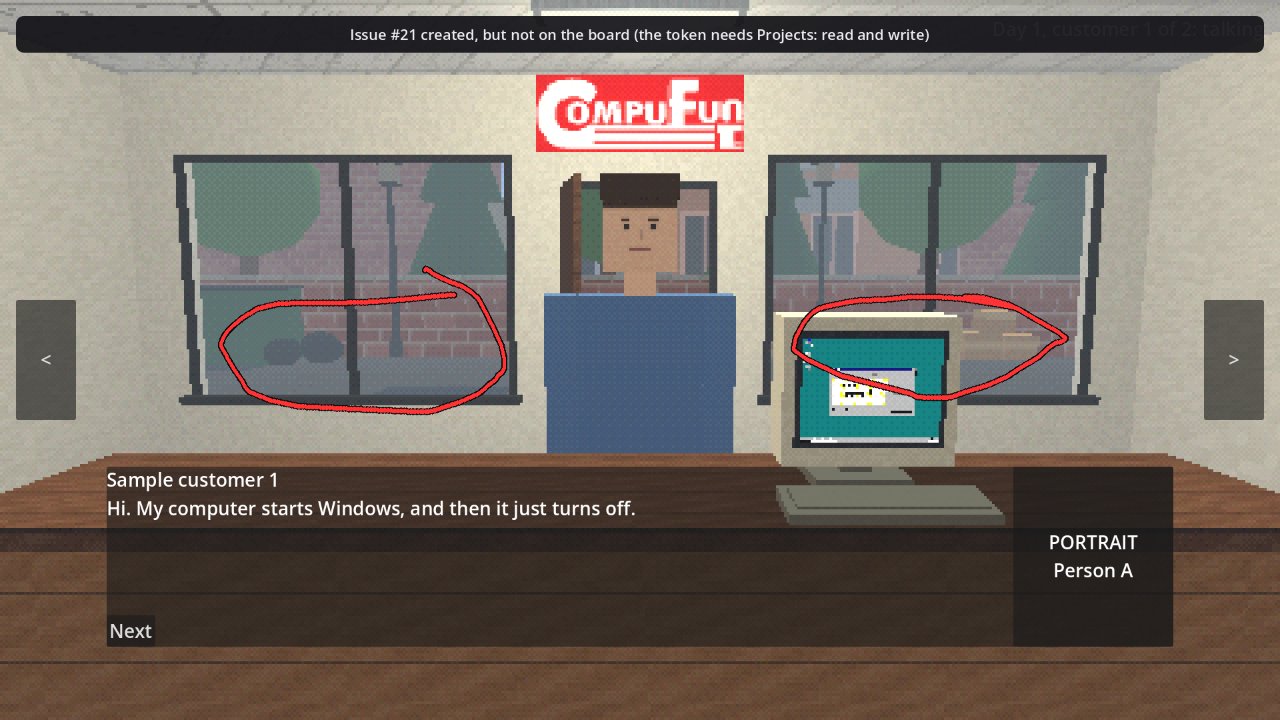 Issue #21 created, but not on the board (the token needs Projects: read and write)
Day 1, customer 1 of 2: talking
COMPUFUN
<
>
Sample customer 1
Hi. My computer starts Windows, and then it just turns off.
PORTRAIT
Person A
Next